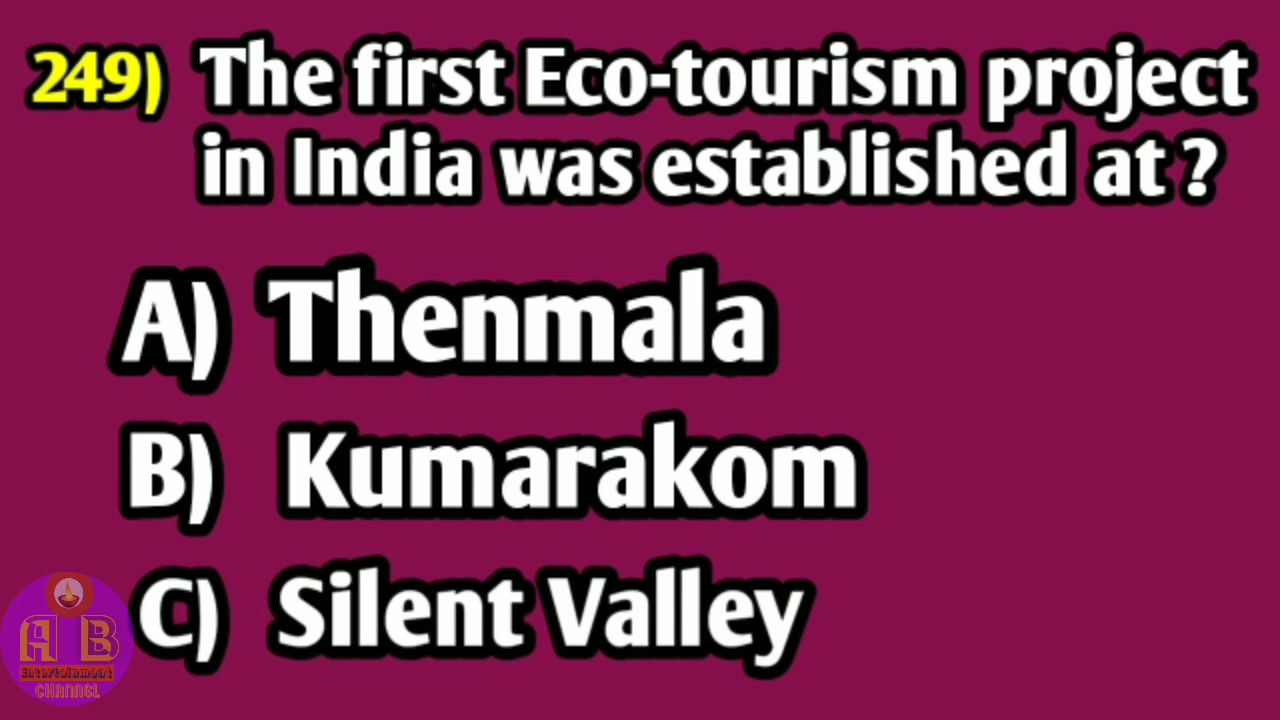 249) The first Eco-tourism project
in India was established at ?
A) Thenmala
B) Kumarakom
C) Silent Valley
A B
Entertainment
CHANNEL